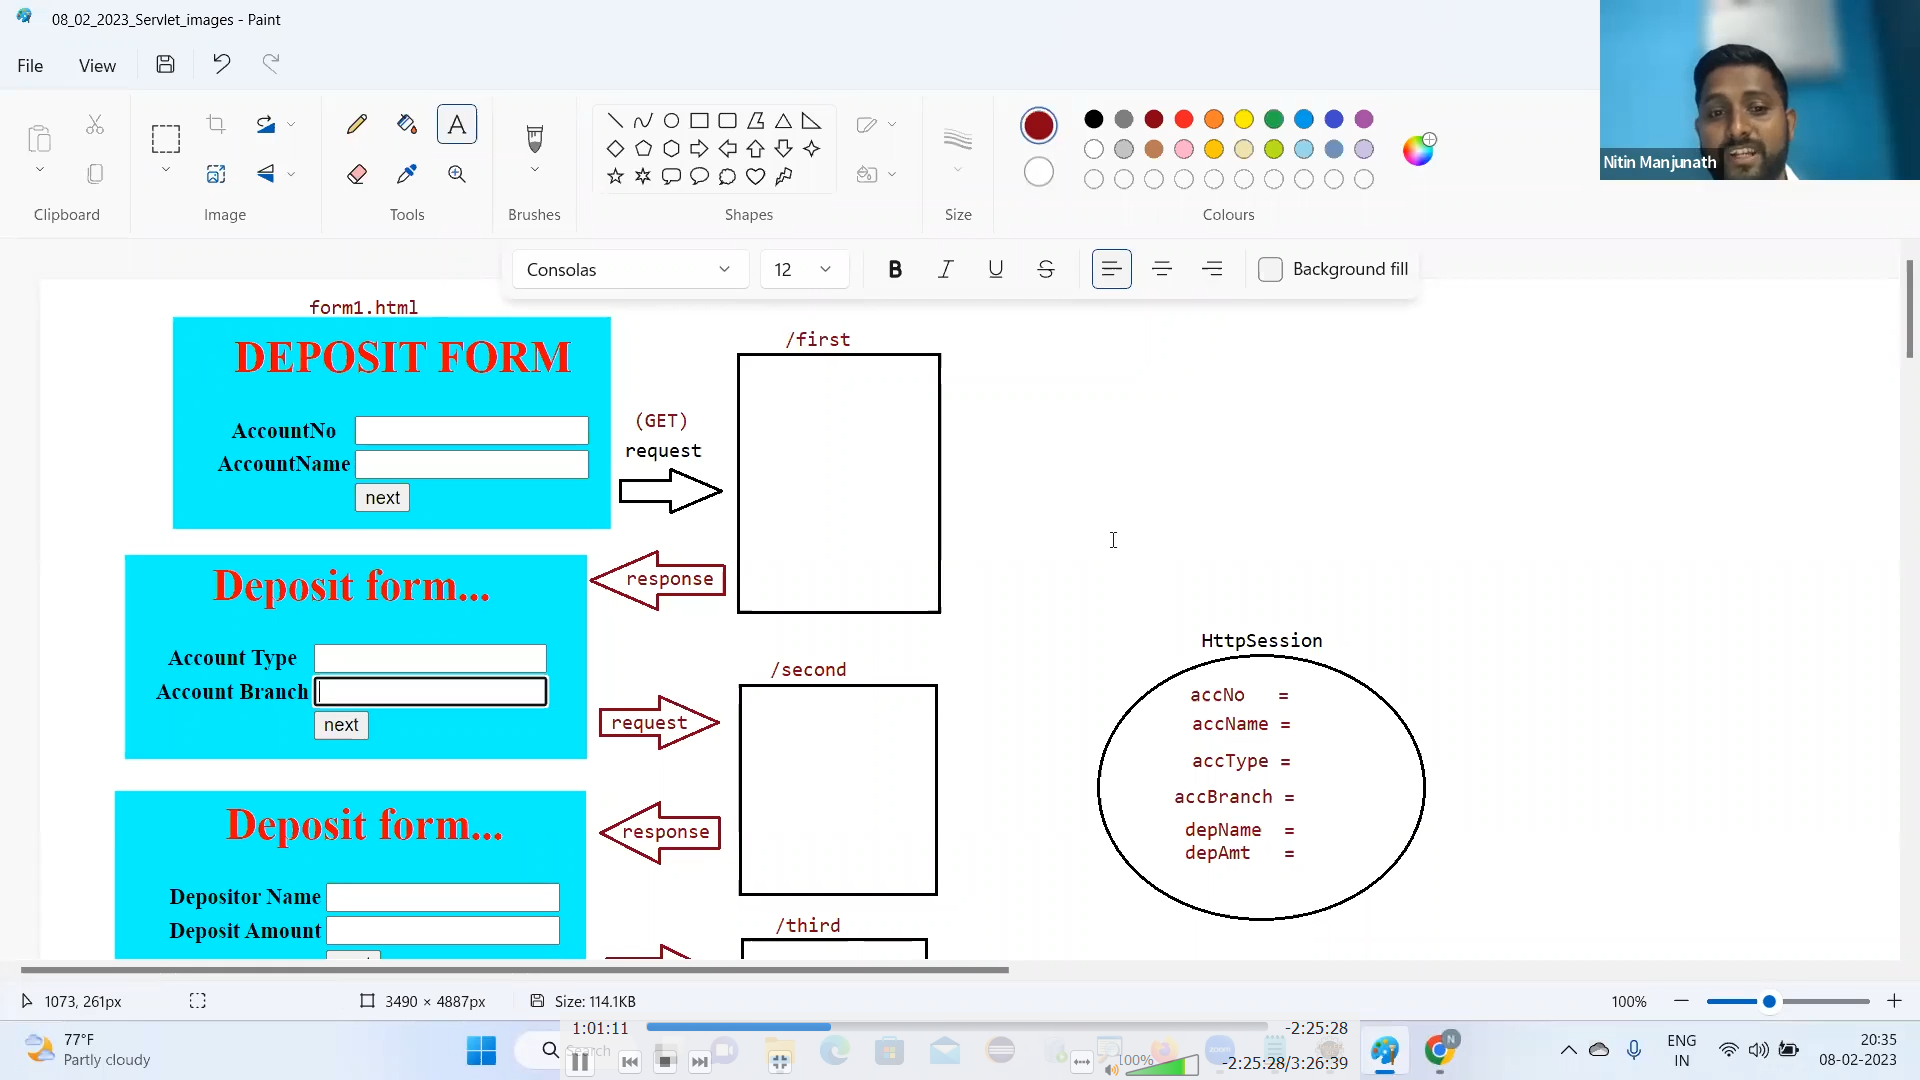 08_02_2023_Servlet_images - Paint
File
View
Nitin Manjunath
Clipboard
Image
Tools
Brushes
Shapes
Size
Colours
Consolas
12
B
I
U
S
Background fill
form1.html
DEPOSIT FORM
AccountNo
AccountName
next
(GET)
request
/first
Deposit form...
response
Account Type
Account Branch
next
request
/second
HttpSession
accNo =
accName =
accType =
accBranch =
depName =
depAmt =
Deposit form...
response
Depositor Name
Deposit Amount
/third
1073, 261px
3490 × 4887px
Size: 114.1KB
100%
77°F
Partly cloudy
Search
1:01:11
-2:25:28
100%
-2:25:28/3:26:39
ENG
IN
20:35
08-02-2023